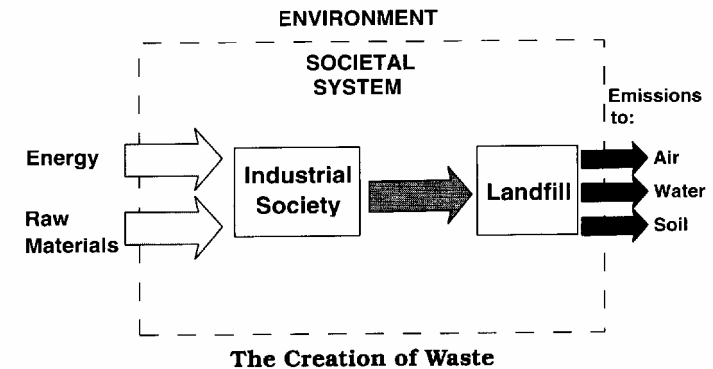 ENVIRONMENT
SOCIETAL
SYSTEM
Emissions
to:
Energy
Raw
Materials
Industrial
Society
Landfill
Air
Water
Soil
The Creation of Waste